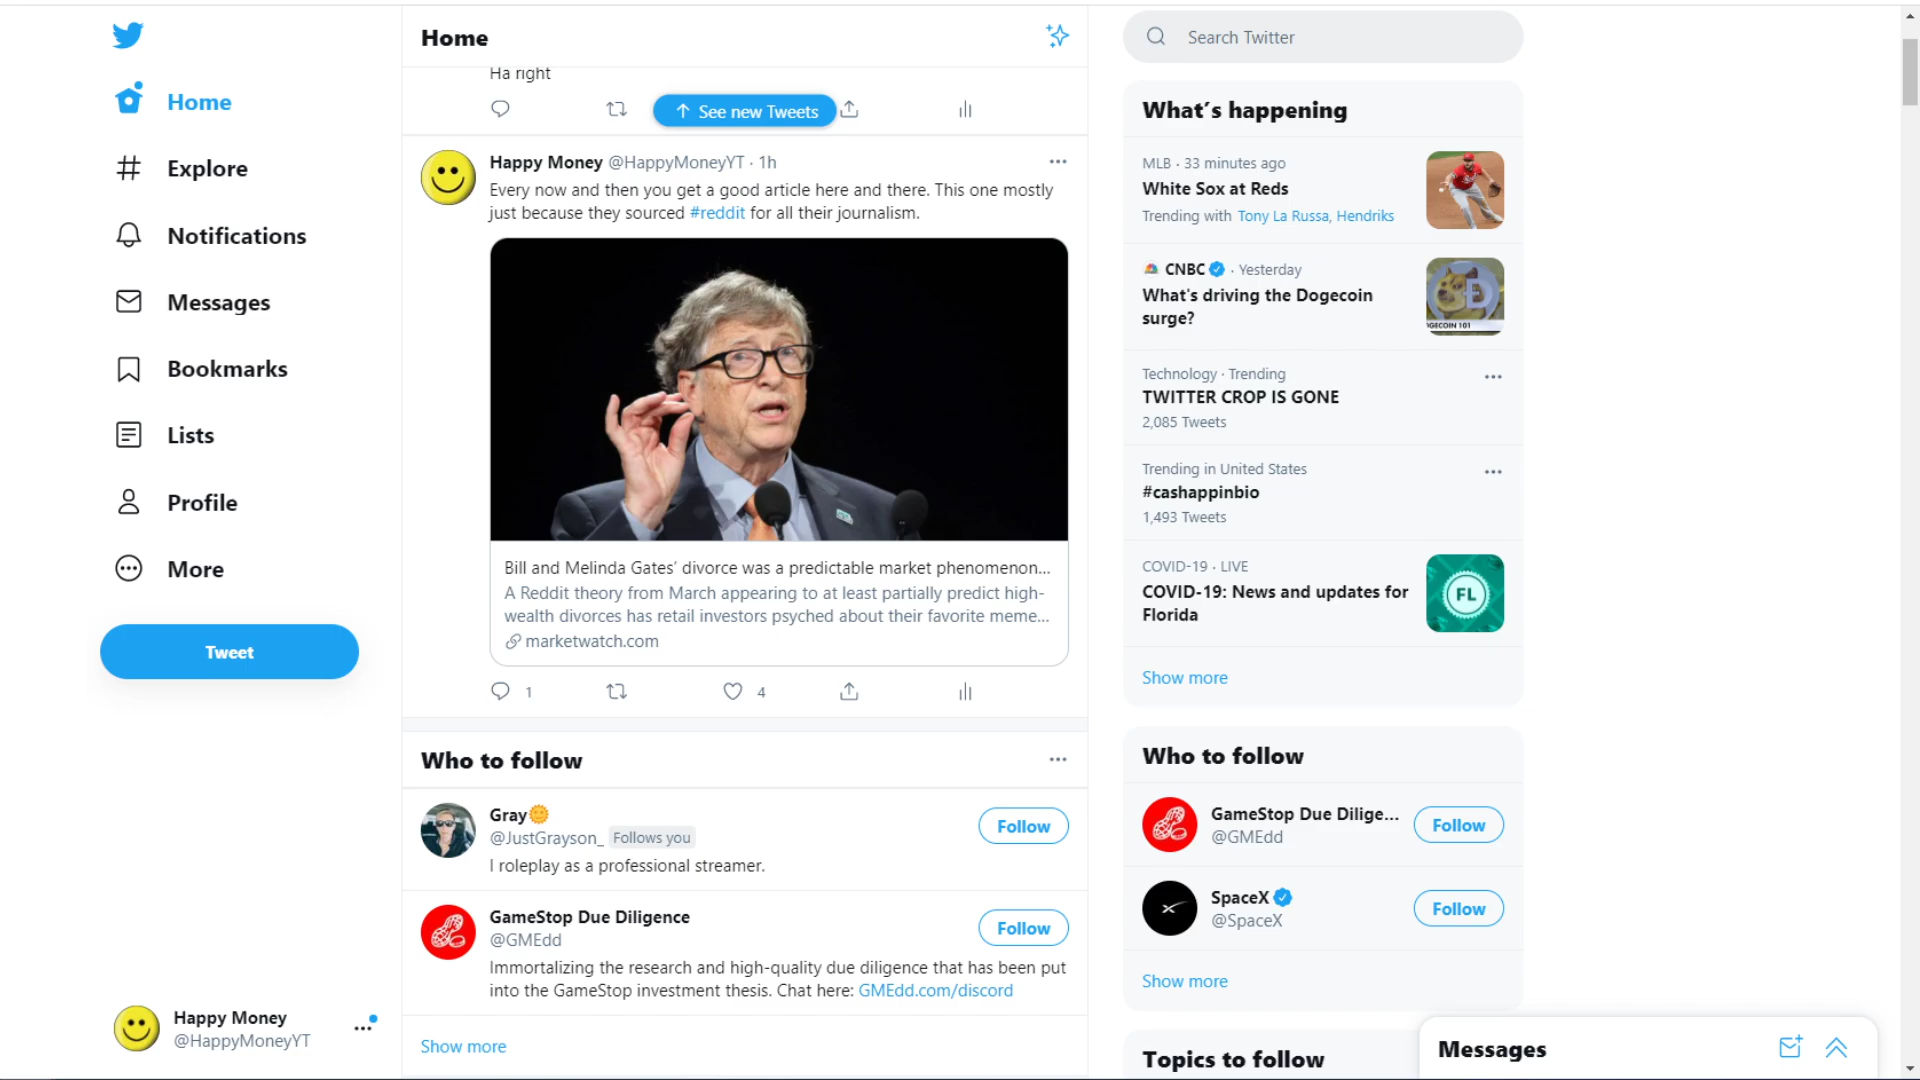 Home
Explore
Notifications
Messages
Bookmarks
Lists
Profile
More
Tweet
Happy Money
@HappyMoneyYT
Home
Ha right
See new Tweets
Happy Money @HappyMoneyYT · 1h
Every now and then you get a good article here and there. This one mostly
just because they sourced #reddit for all their journalism.
Bill and Melinda Gates’ divorce was a predictable market phenomenon...
A Reddit theory from March appearing to at least partially predict high-
wealth divorces has retail investors psyched about their favorite meme...
marketwatch.com
1
4
Who to follow
Gray
@JustGrayson_ Follows you
Follow
I roleplay as a professional streamer.
GameStop Due Diligence
@GMEdd
Follow
Immortalizing the research and high-quality due diligence that has been put
into the GameStop investment thesis. Chat here: GMEdd.com/discord
Show more
Search Twitter
What’s happening
MLB · 33 minutes ago
White Sox at Reds
Trending with Tony La Russa, Hendriks
CNBC · Yesterday
What's driving the Dogecoin
surge?
OGECOIN 101
Technology · Trending
TWITTER CROP IS GONE
2,085 Tweets
Trending in United States
#cashappinbio
1,493 Tweets
COVID-19 · LIVE
COVID-19: News and updates for
Florida
FL
Show more
Who to follow
GameStop Due Dilige...
@GMEdd
Follow
SpaceX
@SpaceX
Follow
Show more
Topics to follow
Messages